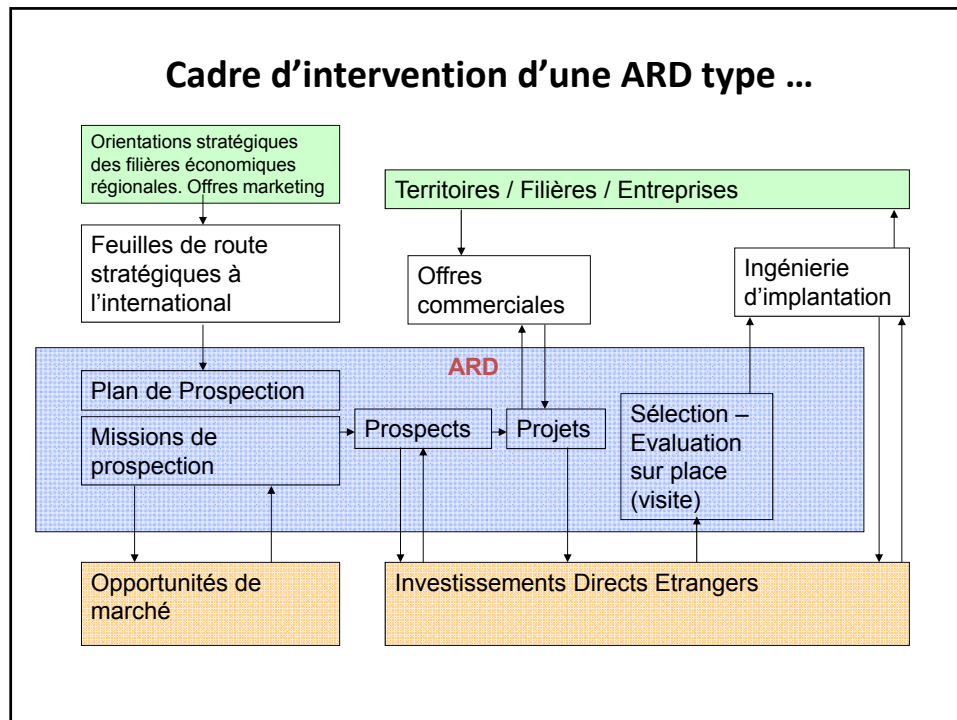 Cadre d’intervention d’une ARD type …
Orientations stratégiques
des filières économiques
régionales. Offres marketing
Territoires / Filières / Entreprises
Feuilles de route
stratégiques à
l’international
Offres
commerciales
Ingénierie
d’implantation
ARD
Plan de Prospection
Missions de
prospection
Prospects
Projets
Sélection –
Evaluation
sur place
(visite)
Opportunités de
marché
Investissements Directs Etrangers